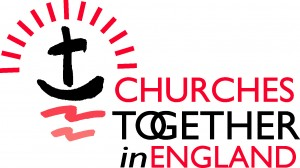 CHURCHES
TOGETHER
in ENGLAND